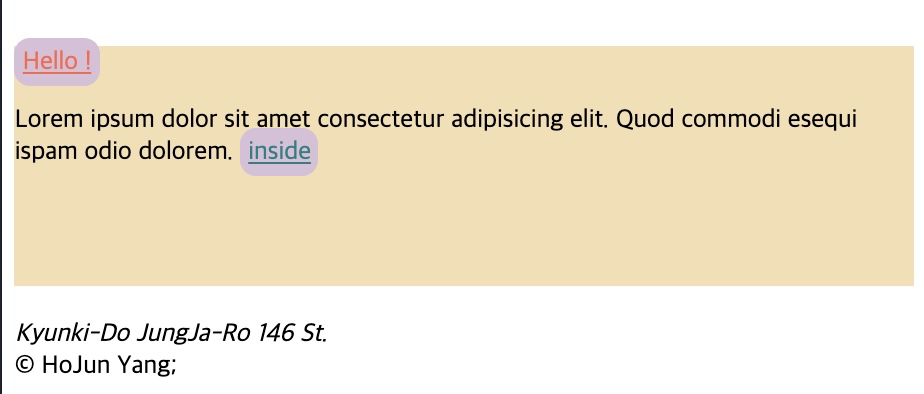 Hello !
Lorem ipsum dolor sit amet consectetur adipisicing elit. Quod commodi esequi
ispam odio dolorem. inside
Kyunki-Do JungJa-Ro 146 St.
© HoJun Yang;